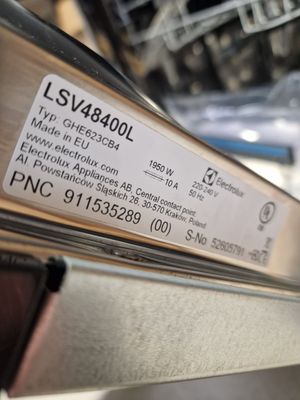 LSV48400L
Typ: GHE623CB4
Made in EU
www.electrolux.com
Electrolux Appliances AB, Central contact point:
Al. Powstańców Śląskich 26, 30-570 Kraków, Poland
1950 W
10 A
220-240 V
50 Hz
Electrolux
PNC 911535289 (00)
S-No 52605791